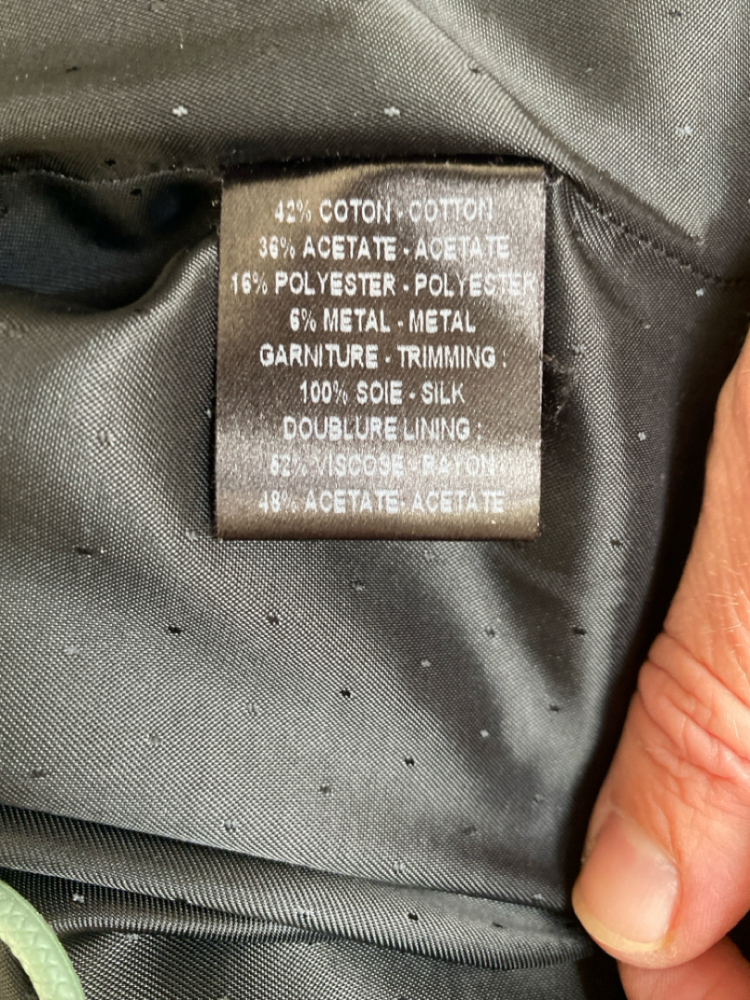 42% COTON - COTTON
36% ACETATE - ACETATE
16% POLYESTER - POLYESTER
6% METAL - METAL
GARNITURE - TRIMMING :
100% SOIE - SILK
DOUBLURE LINING :
52% VISCOSE - RAYON
48% ACETATE- ACETATE